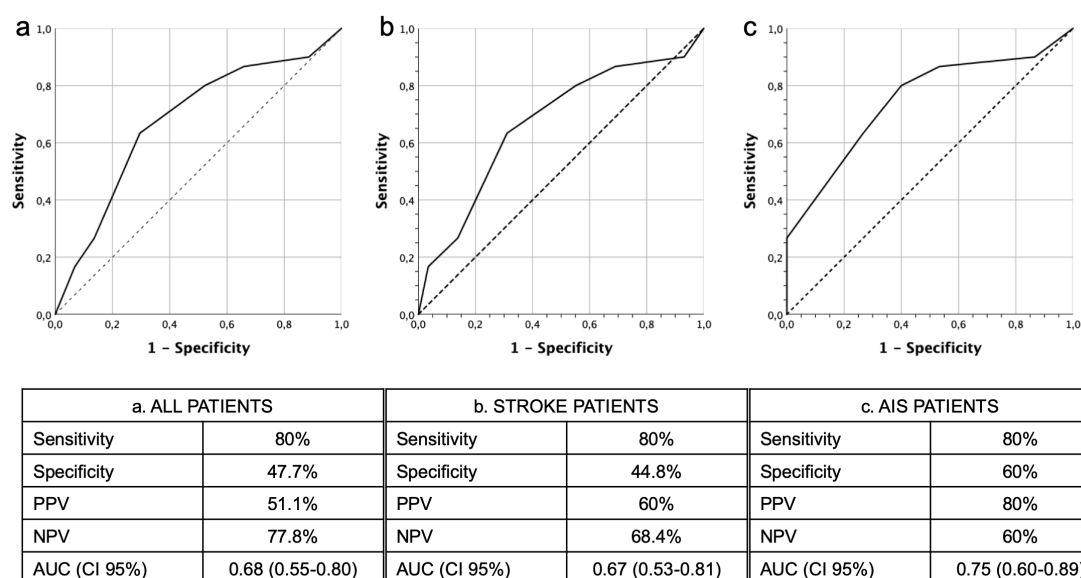 a b c
1,0 1,0 1,0
0,8 0,8 0,8
0,6 0,6 0,6
0,4 0,4 0,4
0,2 0,2 0,2
0,0 0,0 0,0
Sensitivity Sensitivity Sensitivity
0,0 0,2 0,4 0,6 0,8 1,0 0,0 0,2 0,4 0,6 0,8 1,0 0,0 0,2 0,4 0,6 0,8 1,0
1 - Specificity 1 - Specificity 1 - Specificity
a. ALL PATIENTS b. STROKE PATIENTS c. AIS PATIENTS
Sensitivity 80% Sensitivity 80% Sensitivity 80%
Specificity 47.7% Specificity 44.8% Specificity 60%
PPV 51.1% PPV 60% PPV 80%
NPV 77.8% NPV 68.4% NPV 60%
AUC (CI 95%) 0.68 (0.55-0.80) AUC (CI 95%) 0.67 (0.53-0.81) AUC (CI 95%) 0.75 (0.60-0.89)